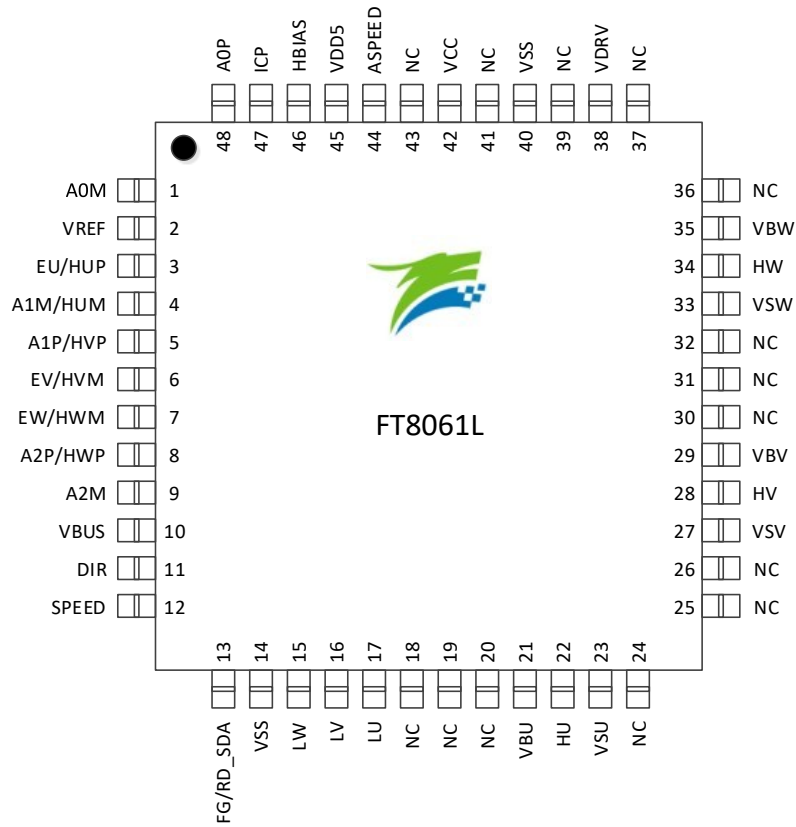 A0P
ICP
HBIAS
VDD5
ASPEED
NC
VCC
NC
VSS
NC
VDRV
NC
48
47
46
45
44
43
42
41
40
39
38
37
A0M 1
VREF 2
EU/HUP 3
A1M/HUM 4
A1P/HVP 5
EV/HVM 6
EW/HWM 7
A2P/HWP 8
A2M 9
VBUS 10
DIR 11
SPEED 12
36 NC
35 VBW
34 HW
33 VSW
32 NC
31 NC
30 NC
29 VBV
28 HV
27 VSV
26 NC
25 NC
FT8061L
13
14
15
16
17
18
19
20
21
22
23
24
FG/RD_SDA
VSS
LW
LV
LU
NC
NC
NC
VBU
HU
VSU
NC